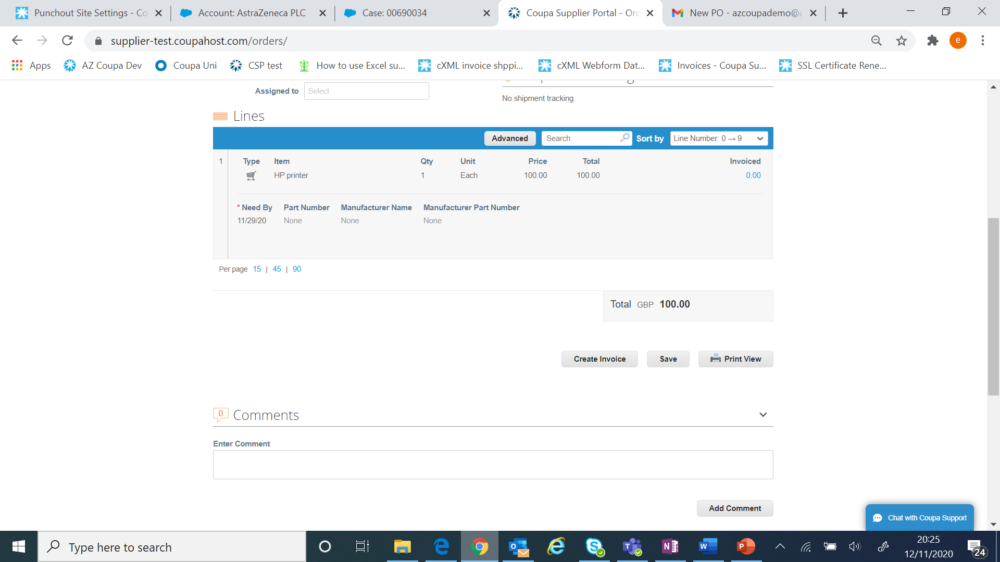 Punchout Site Settings - Co
Account: AstraZeneca PLC
Case: 00690034
Coupa Supplier Portal - Orc
New PO - azcoupademo@g
supplier-test.coupahost.com/orders/
e
Apps
AZ Coupa Dev
Coupa Uni
CSP test
How to use Excel su...
cXML invoice shppi...
cXML Webform Dat...
Invoices - Coupa Su...
SSL Certificate Rene...
Assigned to Select
No shipment tracking.
Lines
Advanced Search Sort by Line Number: 0 → 9
1 Type Item Qty Unit Price Total Invoiced
HP printer 1 Each 100.00 100.00 0.00
* Need By Part Number Manufacturer Name Manufacturer Part Number
11/29/20 None None None
Per page 15 | 45 | 90
Total GBP 100.00
Create Invoice Save Print View
0 Comments
Enter Comment
Add Comment
Chat with Coupa Support
Type here to search
20:25
12/11/2020
24